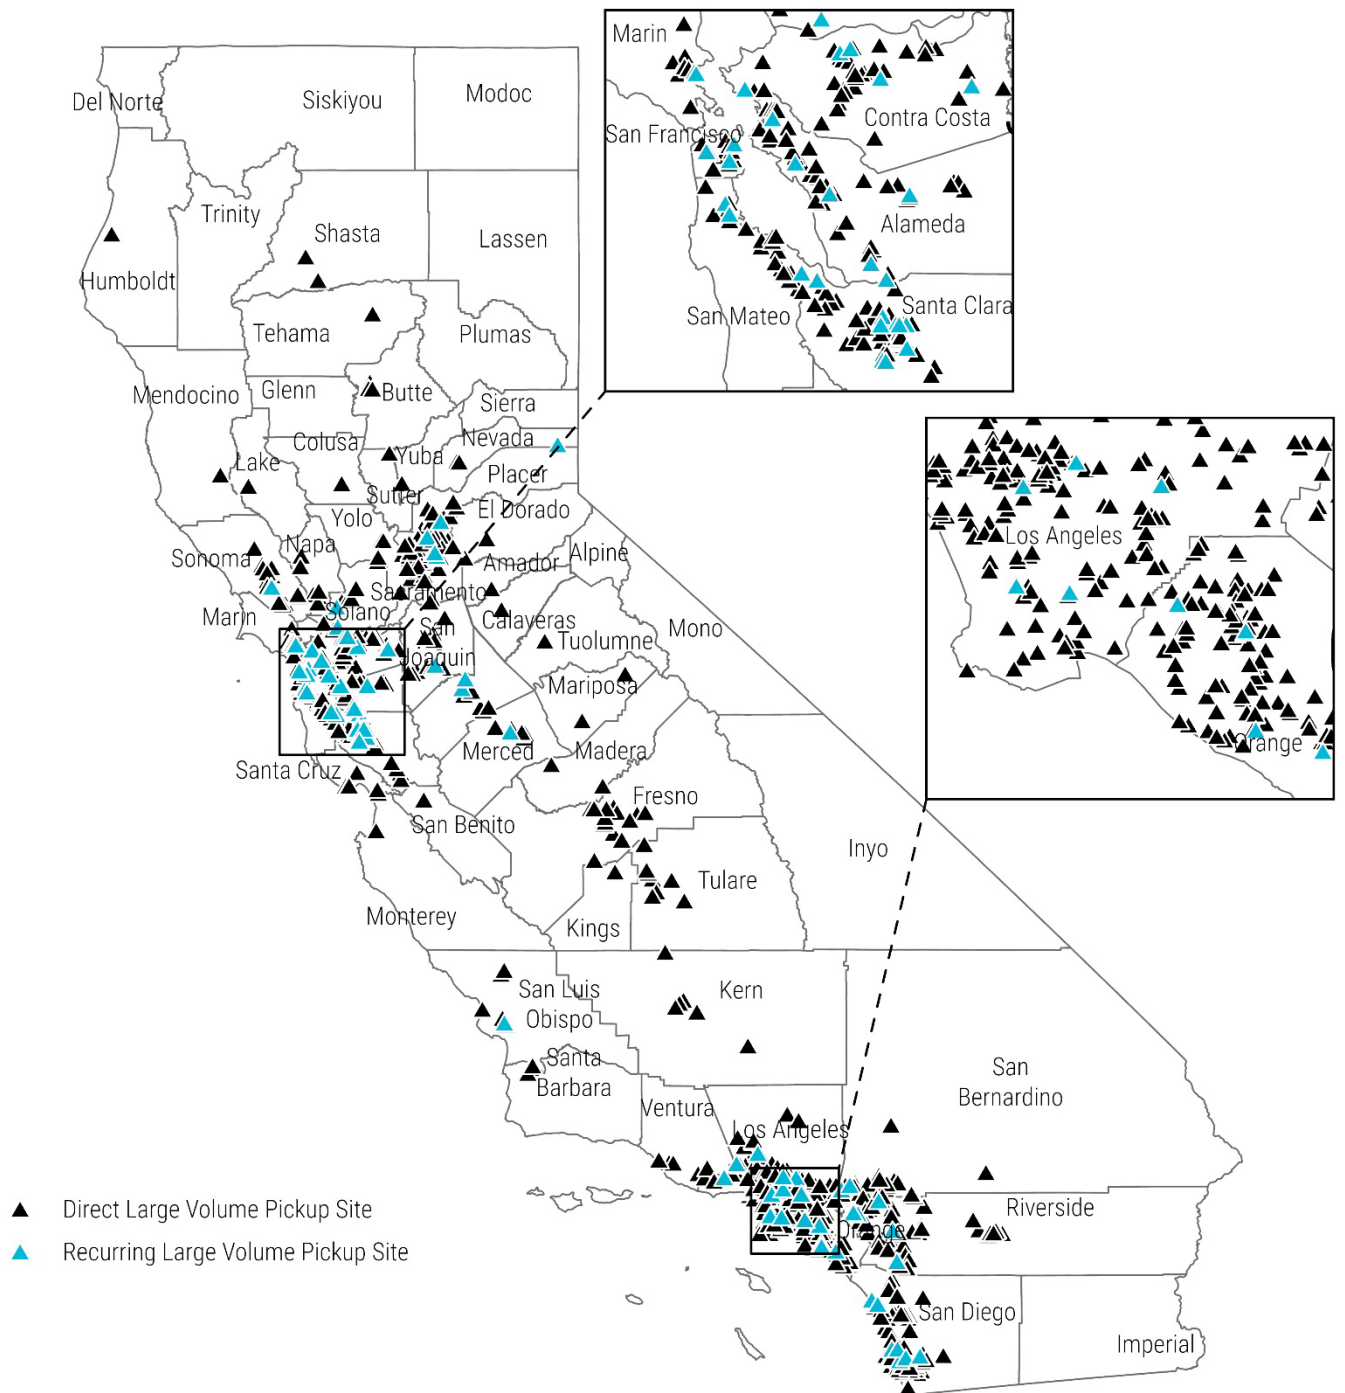 Marin
Contra Costa
San Francisco
Alameda
Santa Clara
San Mateo
Del Norte
Siskiyou
Modoc
Trinity
Shasta
Lassen
Humboldt
Tehama
Plumas
Mendocino
Glenn
Butte
Sierra
Colusa
Nevada
Lake
Yuba
Placer
Sutter
El Dorado
Yolo
Sonoma
Napa
Amador
Alpine
Sacramento
Marin
Solano
Calaveras
San
Joaquin
Tuolumne
Mono
Mariposa
Merced
Madera
Santa Cruz
Fresno
San Benito
Inyo
Tulare
Monterey
Kings
San Luis
Obispo
Kern
Santa
Barbara
San
Bernardino
Ventura
Los Angeles
Los Angeles
Orange
Riverside
Orange
San Diego
Imperial
Direct Large Volume Pickup Site
Recurring Large Volume Pickup Site